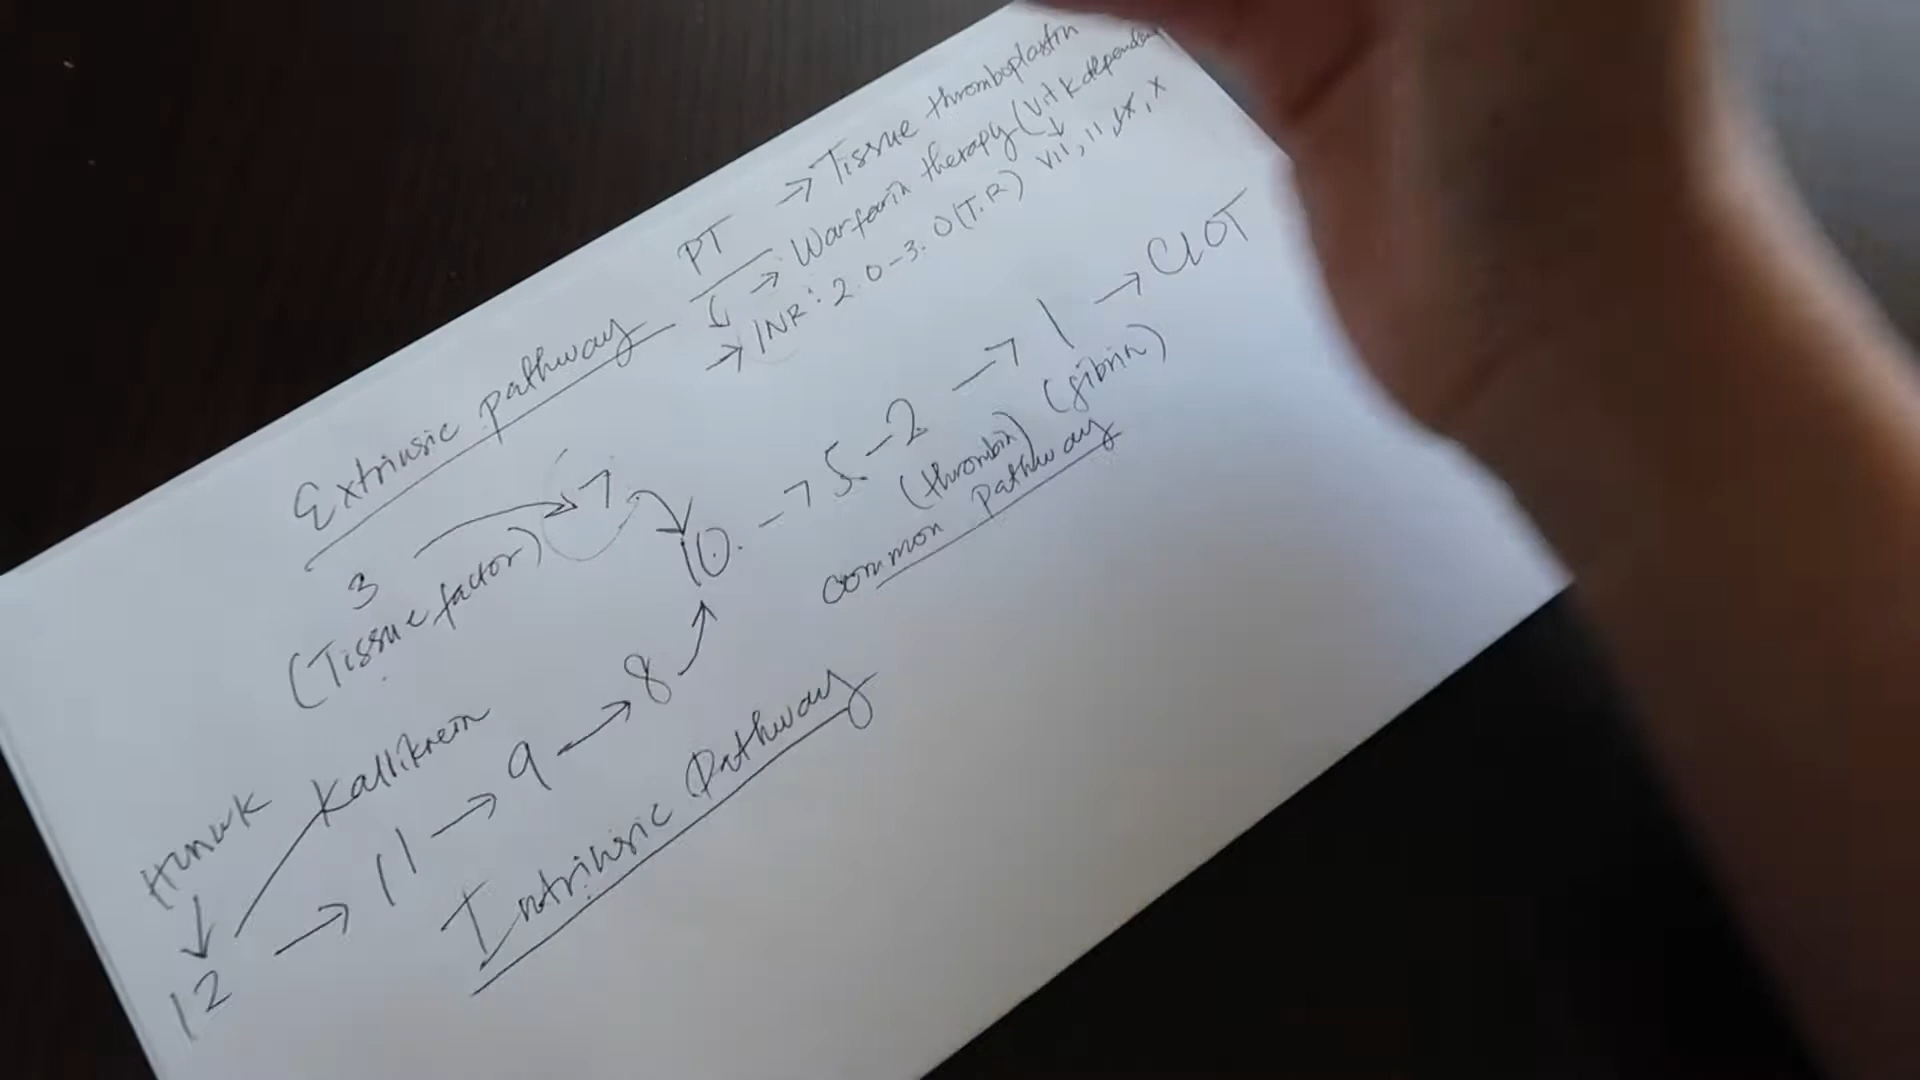 PT → Tissue thromboplastin
→ Warfarin therapy (Vit K dependent
↓
VII, II, IX, X
→ INR: 2.0-3.0 (T.R)
Extrinsic pathway
3 → 7
(Tissue factor)
10 → 5-2 → 1 → CLOT
(thrombin) (fibrin)
common pathway
HMWK Kallikrein
↓
12 → 11 → 9 → 8
Intrinsic Pathway